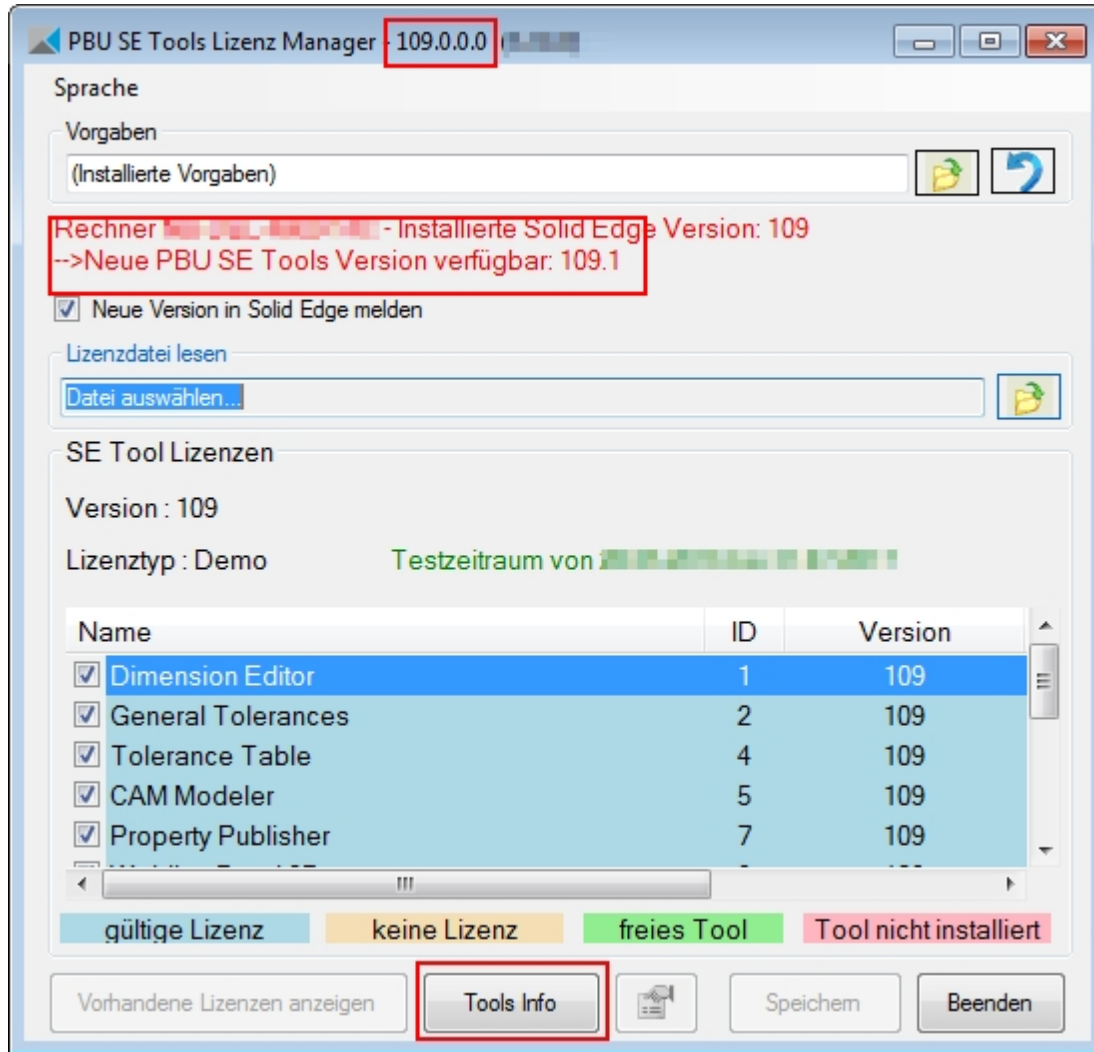 PBU SE Tools Lizenz Manager - 109.0.0.0
Sprache
Vorgaben
(Installierte Vorgaben)
Rechner - Installierte Solid Edge Version: 109
-->Neue PBU SE Tools Version verfügbar: 109.1
Neue Version in Solid Edge melden
Lizenzdatei lesen
Datei auswählen...
SE Tool Lizenzen
Version : 109
Lizenztyp : Demo Testzeitraum von
Name ID Version
Dimension Editor 1 109
General Tolerances 2 109
Tolerance Table 4 109
CAM Modeler 5 109
Property Publisher 7 109
gültige Lizenz keine Lizenz freies Tool Tool nicht installiert
Vorhandene Lizenzen anzeigen Tools Info Speichern Beenden